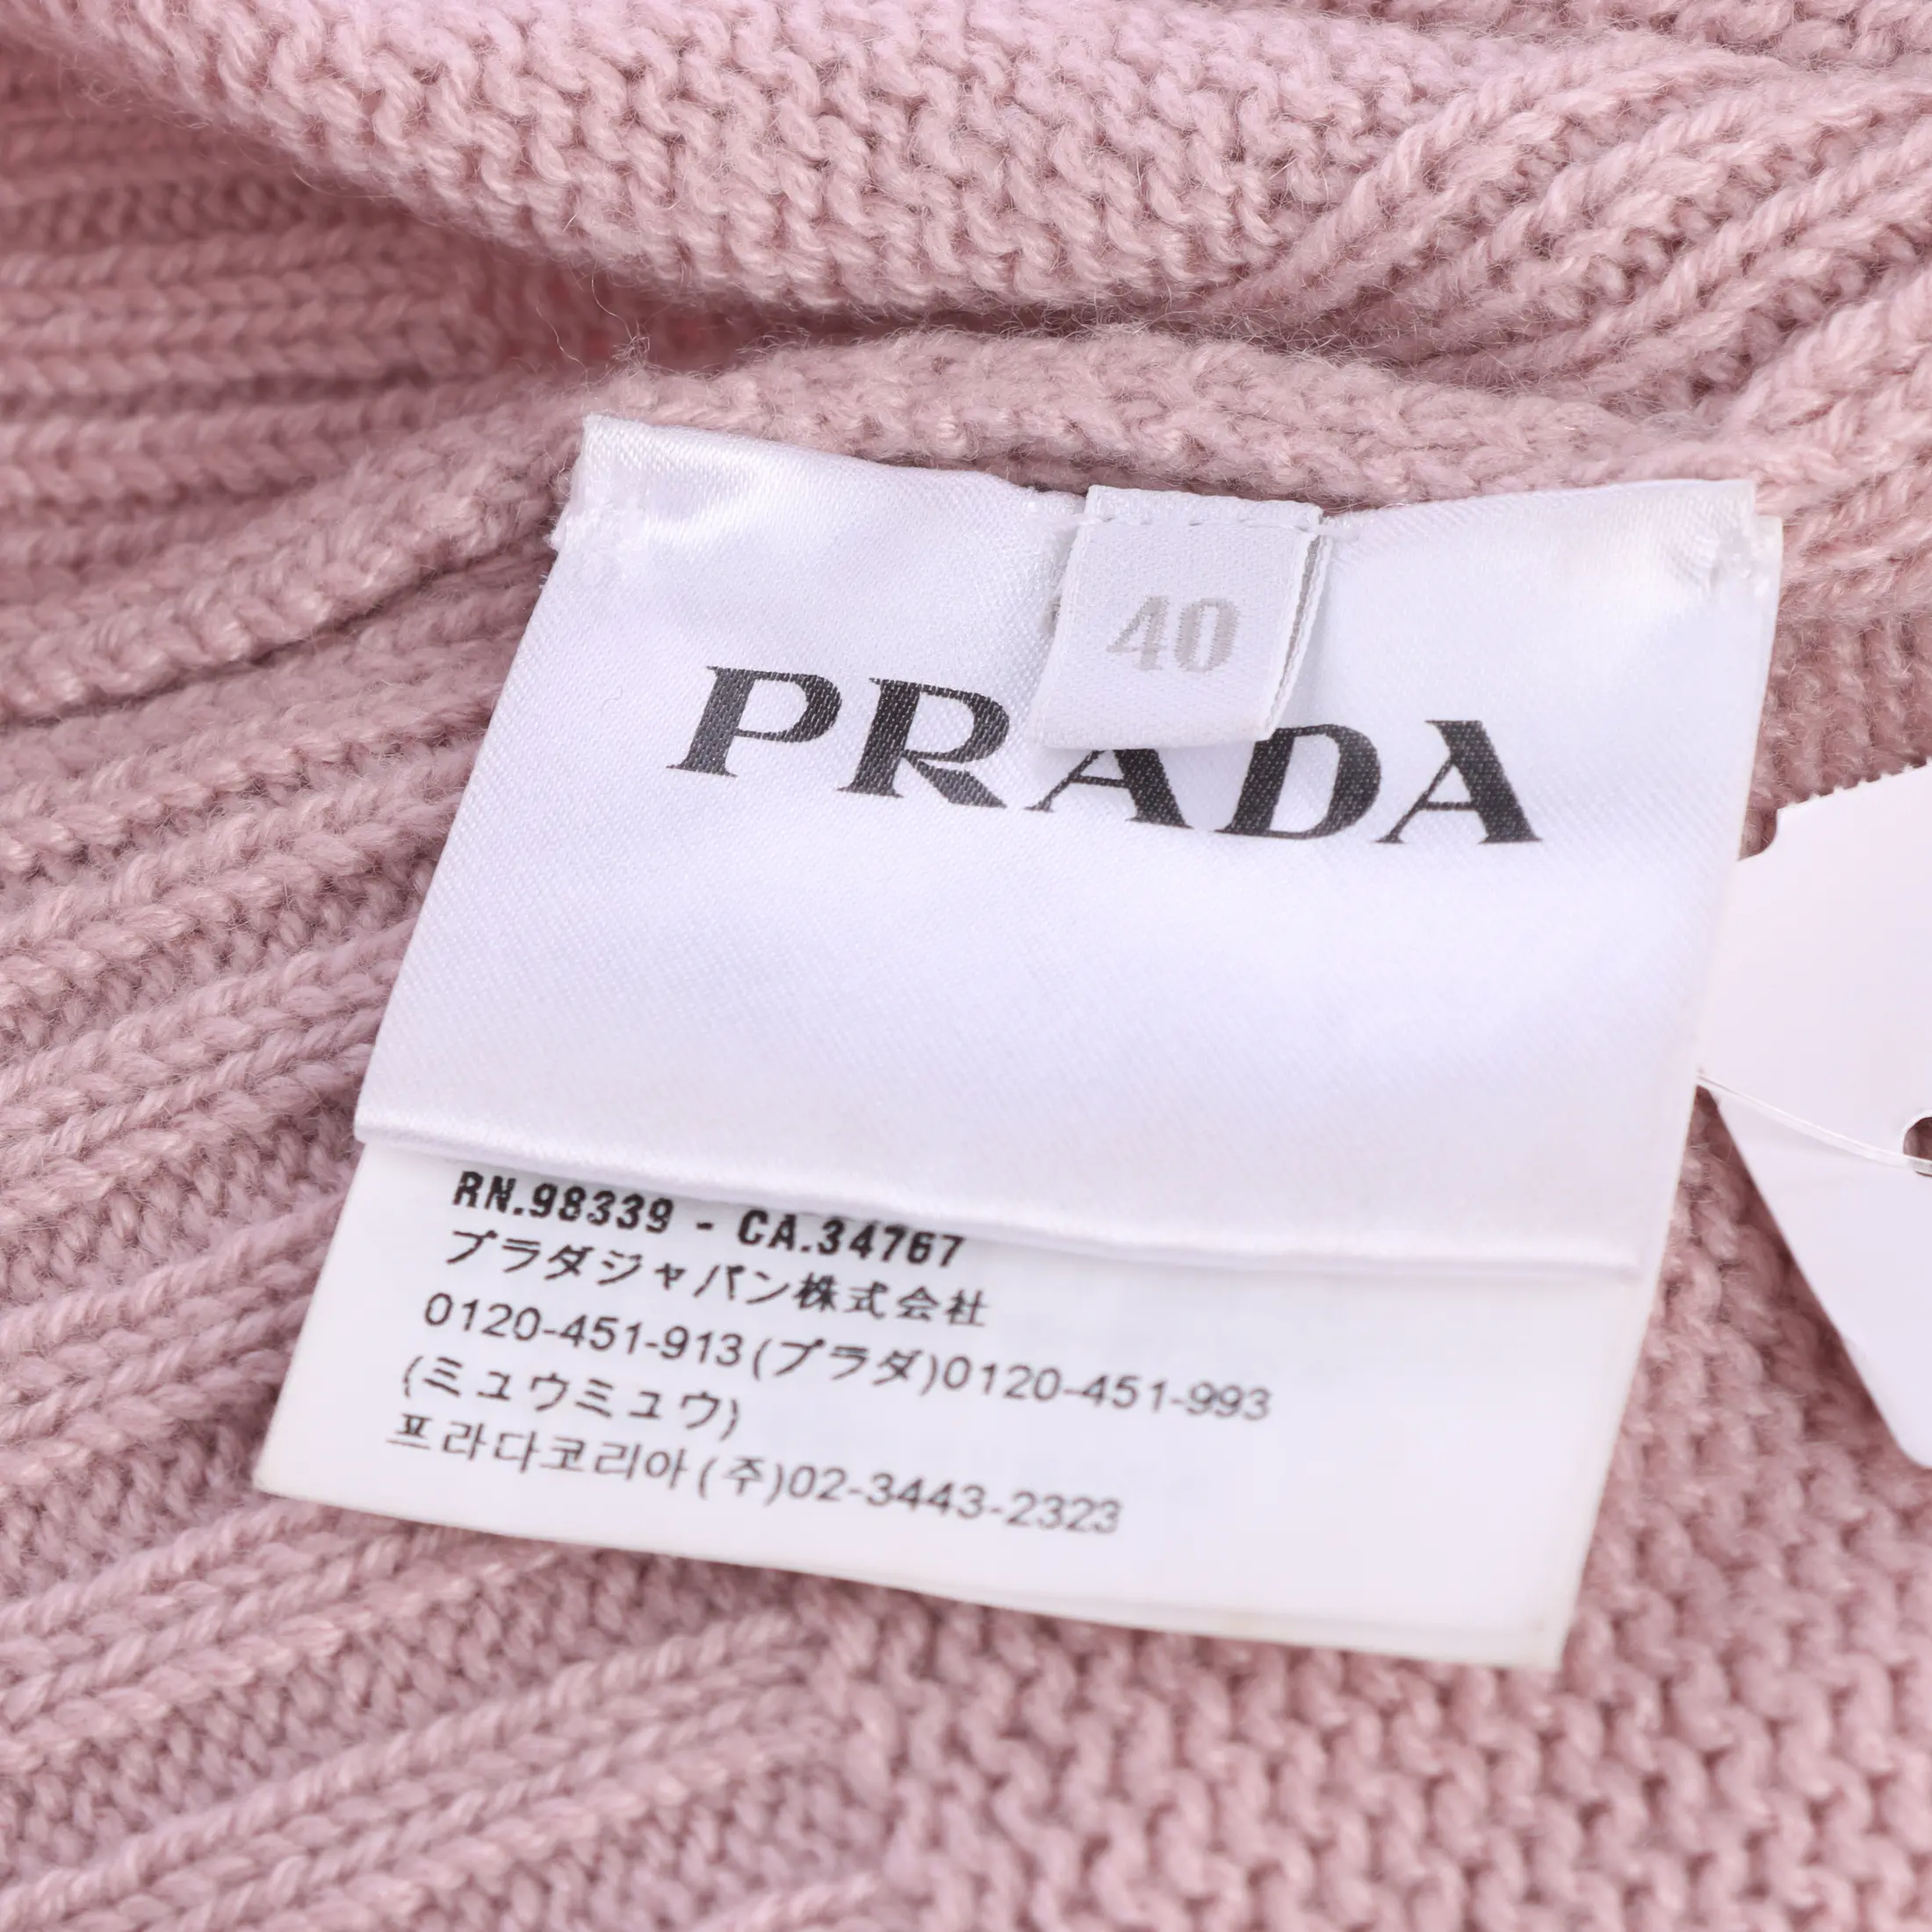 40
PRADA
RN.98339 - CA.34767
プラダジャパン株式会社
0120-451-913(プラダ)0120-451-993
(ミュウミュウ)
프라다코리아(주)02-3443-2323